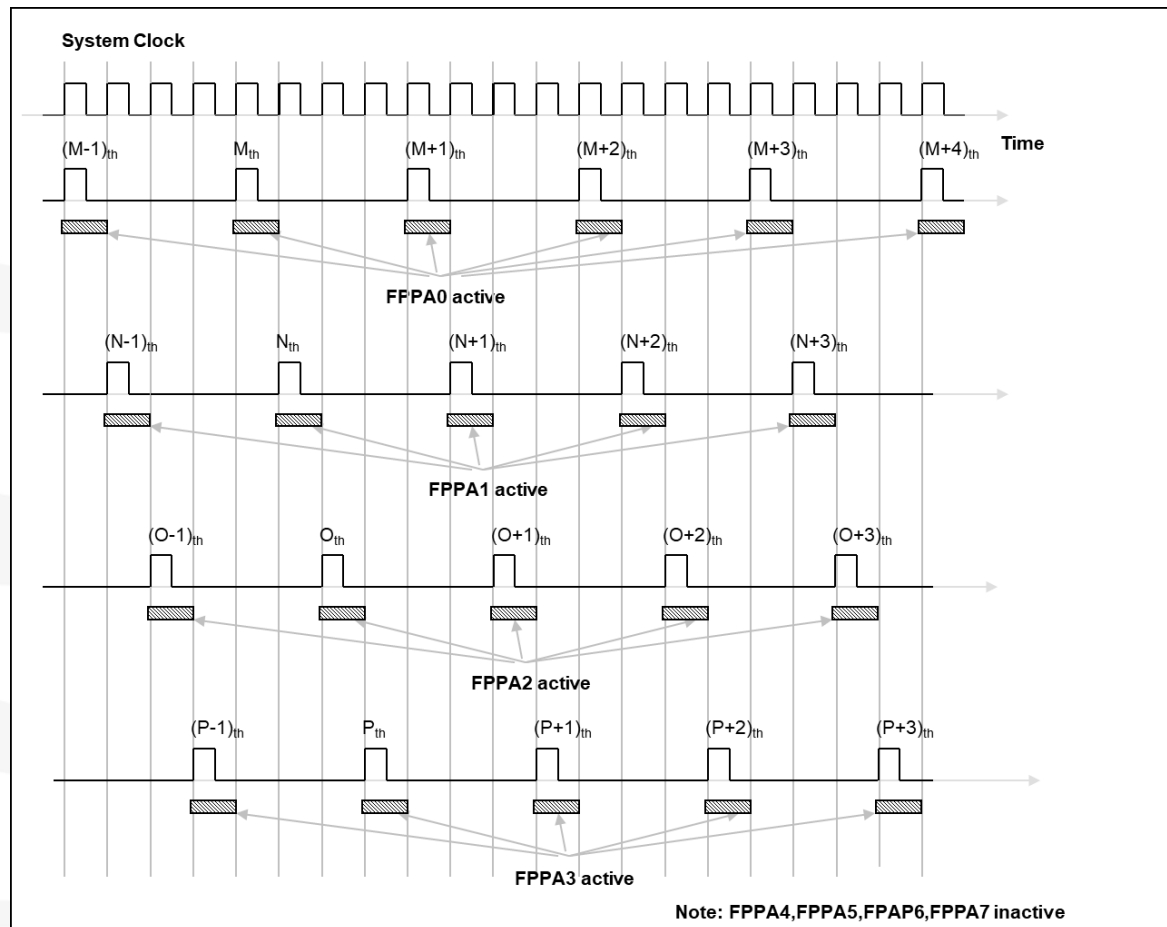 System Clock
Time
(M-1)th Mth (M+1)th (M+2)th (M+3)th (M+4)th
FPPA0 active
(N-1)th Nth (N+1)th (N+2)th (N+3)th
FPPA1 active
(O-1)th Oth (O+1)th (O+2)th (O+3)th
FPPA2 active
(P-1)th Pth (P+1)th (P+2)th (P+3)th
FPPA3 active
Note: FPPA4,FPPA5,FPAP6,FPPA7 inactive